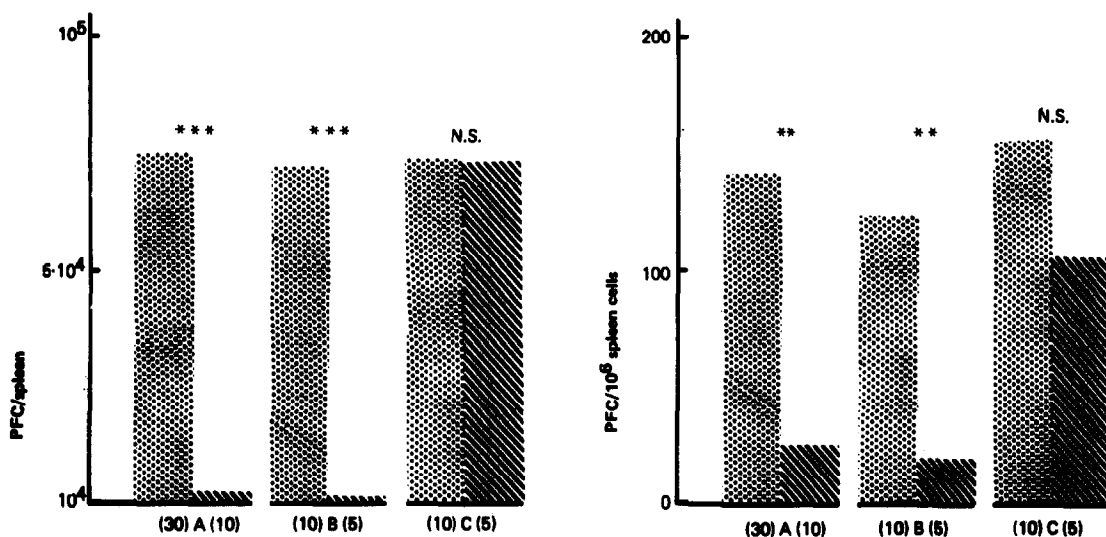 10⁵
5·10⁴
10⁴
PFC/spleen
*** *** N.S.
(30) A (10) (10) B (5) (10) C (5)
200
100
0
PFC/10⁶ spleen cells
** ** N.S.
(30) A (10) (10) B (5) (10) C (5)